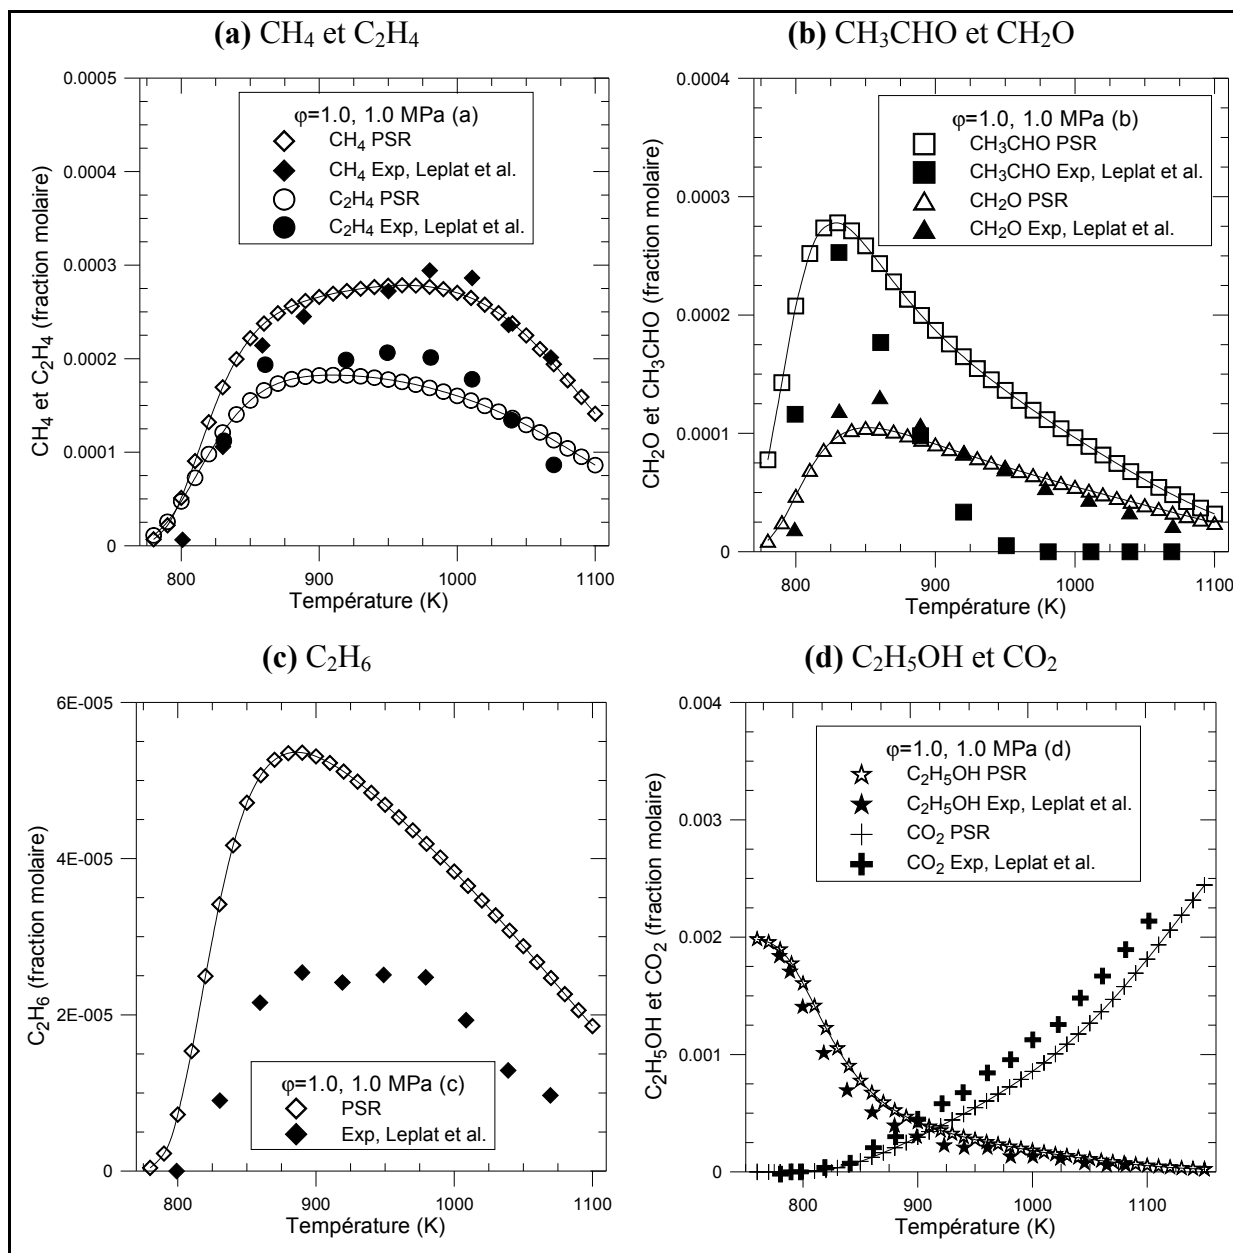 (a) CH₄ et C₂H₄
0.0005
0.0004
0.0003
0.0002
0.0001
0
CH₄ et C₂H₄ (fraction molaire)
φ=1.0, 1.0 MPa (a)
CH₄ PSR
CH₄ Exp, Leplat et al.
C₂H₄ PSR
C₂H₄ Exp, Leplat et al.
800 900 1000 1100
Température (K)
(b) CH₃CHO et CH₂O
0.0004
0.0003
0.0002
0.0001
0
CH₂O et CH₃CHO (fraction molaire)
φ=1.0, 1.0 MPa (b)
CH₃CHO PSR
CH₃CHO Exp, Leplat et al.
CH₂O PSR
CH₂O Exp, Leplat et al.
800 900 1000 1100
Température (K)
(c) C₂H₆
6E-005
4E-005
2E-005
0
C₂H₆ (fraction molaire)
φ=1.0, 1.0 MPa (c)
PSR
Exp, Leplat et al.
800 900 1000 1100
Température (K)
(d) C₂H₅OH et CO₂
0.004
0.003
0.002
0.001
0
C₂H₅OH et CO₂ (fraction molaire)
φ=1.0, 1.0 MPa (d)
C₂H₅OH PSR
C₂H₅OH Exp, Leplat et al.
CO₂ PSR
CO₂ Exp, Leplat et al.
800 900 1000 1100
Température (K)